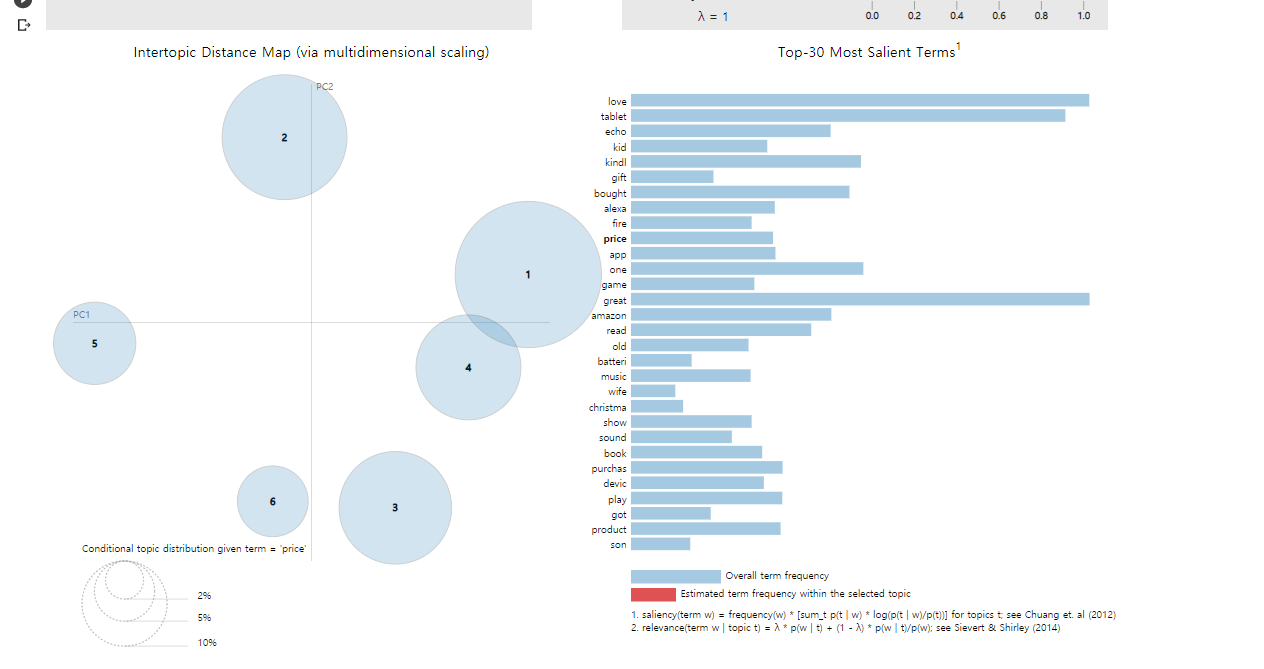 λ = 1
0.0 0.2 0.4 0.6 0.8 1.0
Intertopic Distance Map (via multidimensional scaling)
PC2
2
1
PC1
5
4
6
3
Conditional topic distribution given term = 'price'
2%
5%
10%
Top-30 Most Salient Terms1
love
tablet
echo
kid
kindl
gift
bought
alexa
fire
price
app
one
game
great
amazon
read
old
batteri
music
wife
christma
show
sound
book
purchas
devic
play
got
product
son
Overall term frequency
Estimated term frequency within the selected topic
1. saliency(term w) = frequency(w) * [sum_t p(t | w) * log(p(t | w)/p(t))] for topics t; see Chuang et. al (2012)
2. relevance(term w | topic t) = λ * p(w | t) + (1 - λ) * p(w | t)/p(w); see Sievert & Shirley (2014)